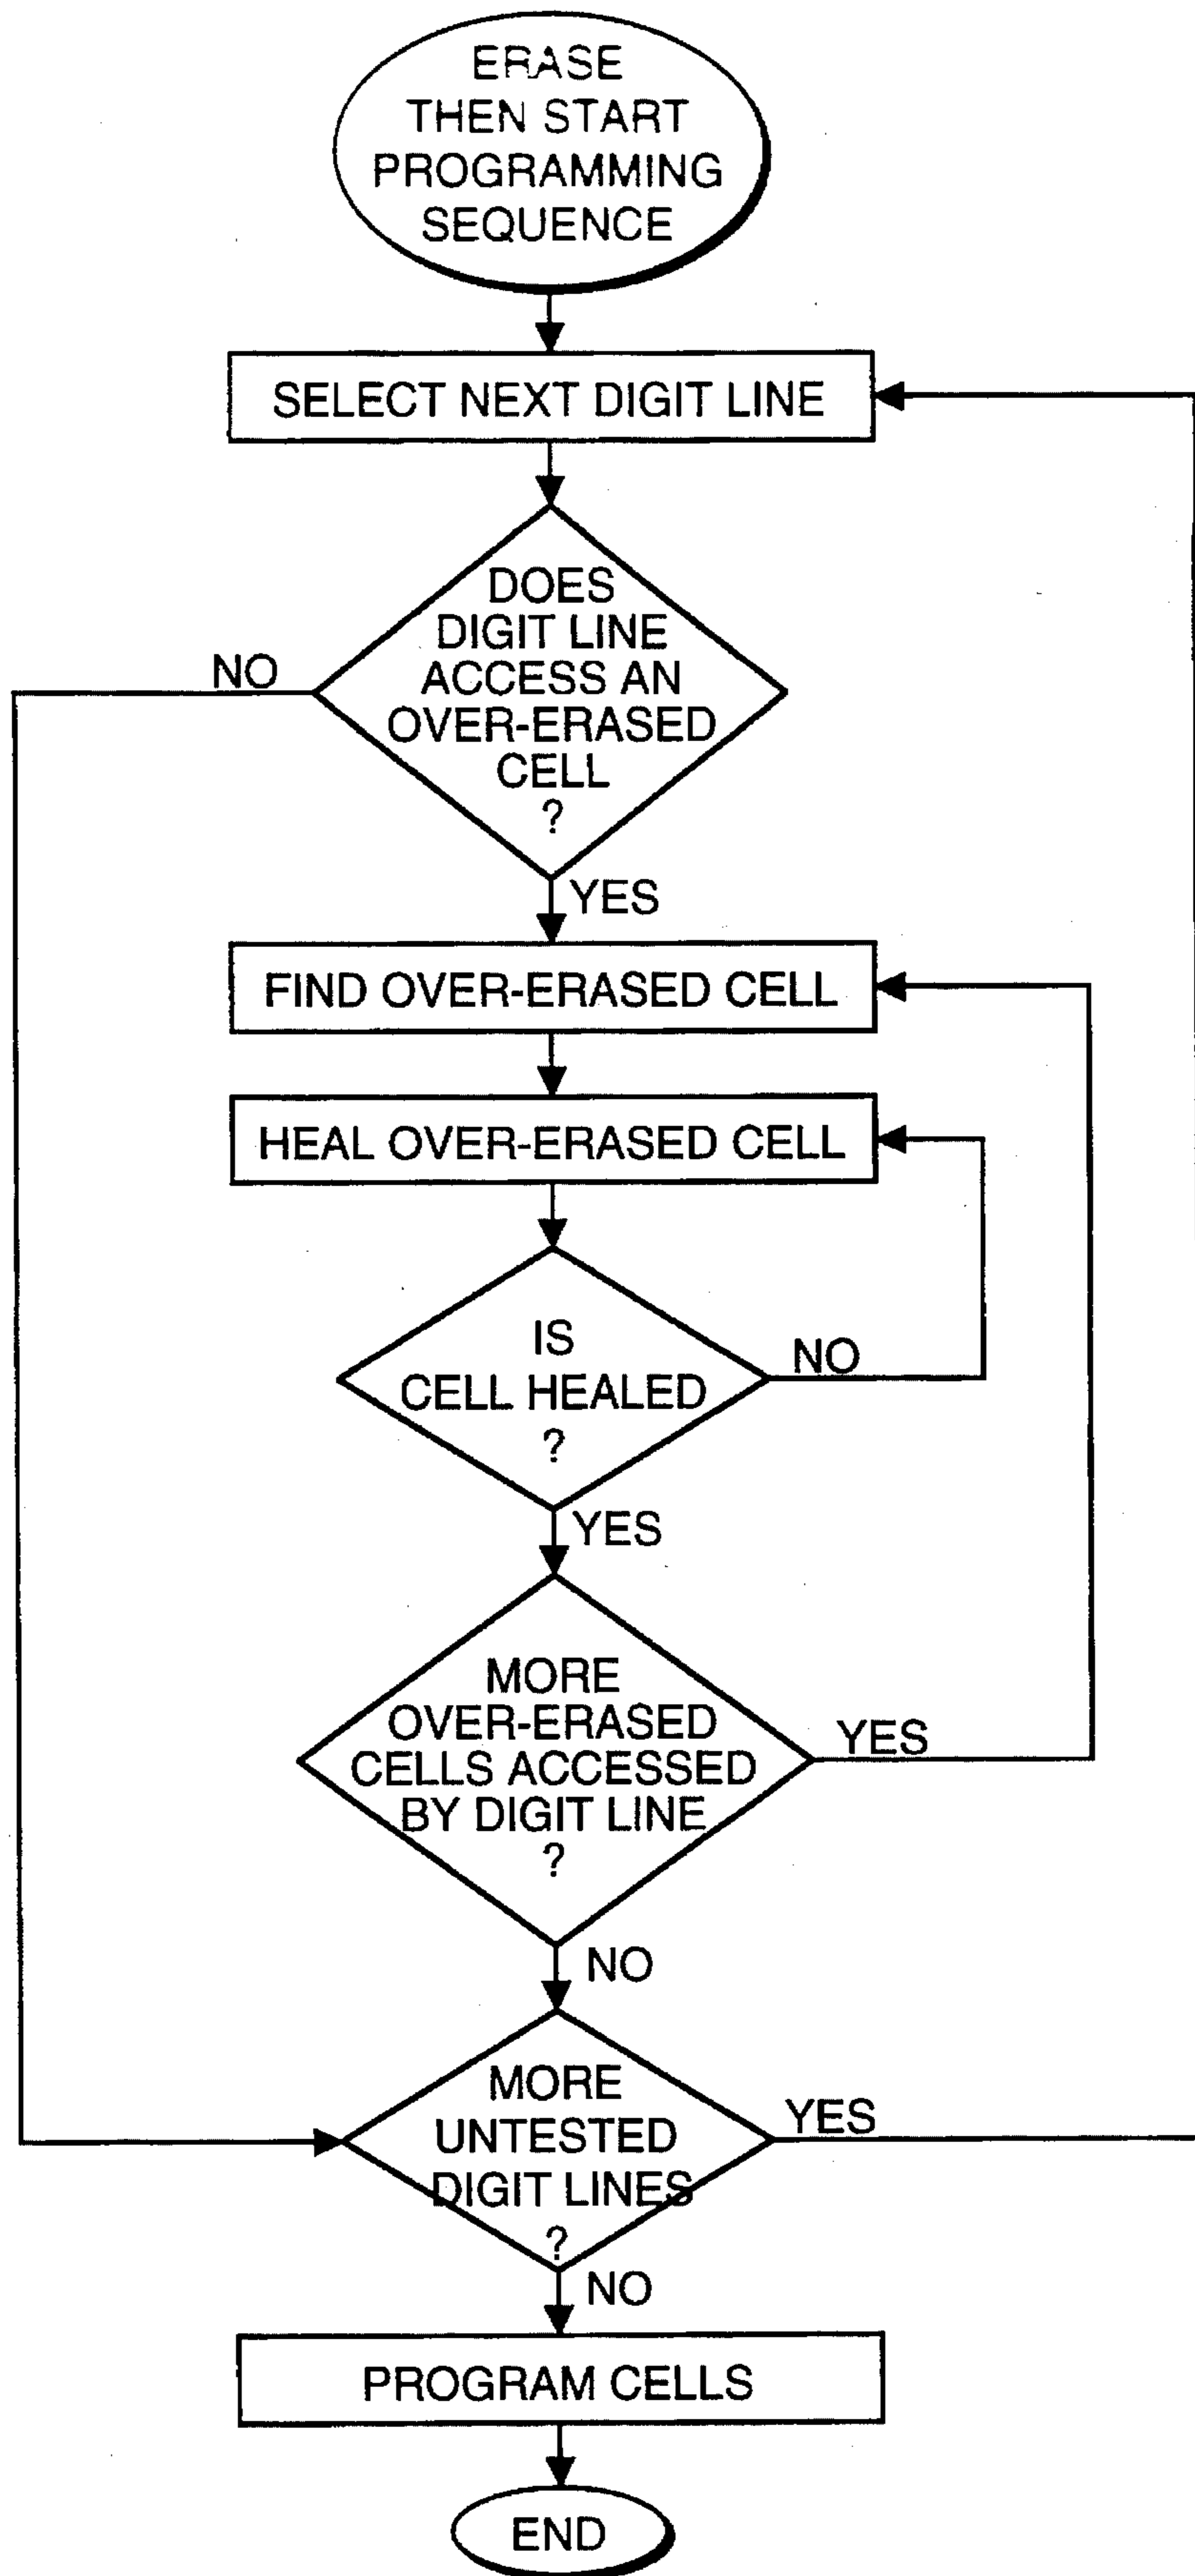 ERASE
THEN START
PROGRAMMING
SEQUENCE
SELECT NEXT DIGIT LINE
DOES
DIGIT LINE
ACCESS AN
OVER-ERASED
CELL
?
NO
YES
FIND OVER-ERASED CELL
HEAL OVER-ERASED CELL
IS
CELL HEALED
?
NO
YES
MORE
OVER-ERASED
CELLS ACCESSED
BY DIGIT LINE
?
YES
NO
MORE
UNTESTED
DIGIT LINES
?
YES
NO
PROGRAM CELLS
END